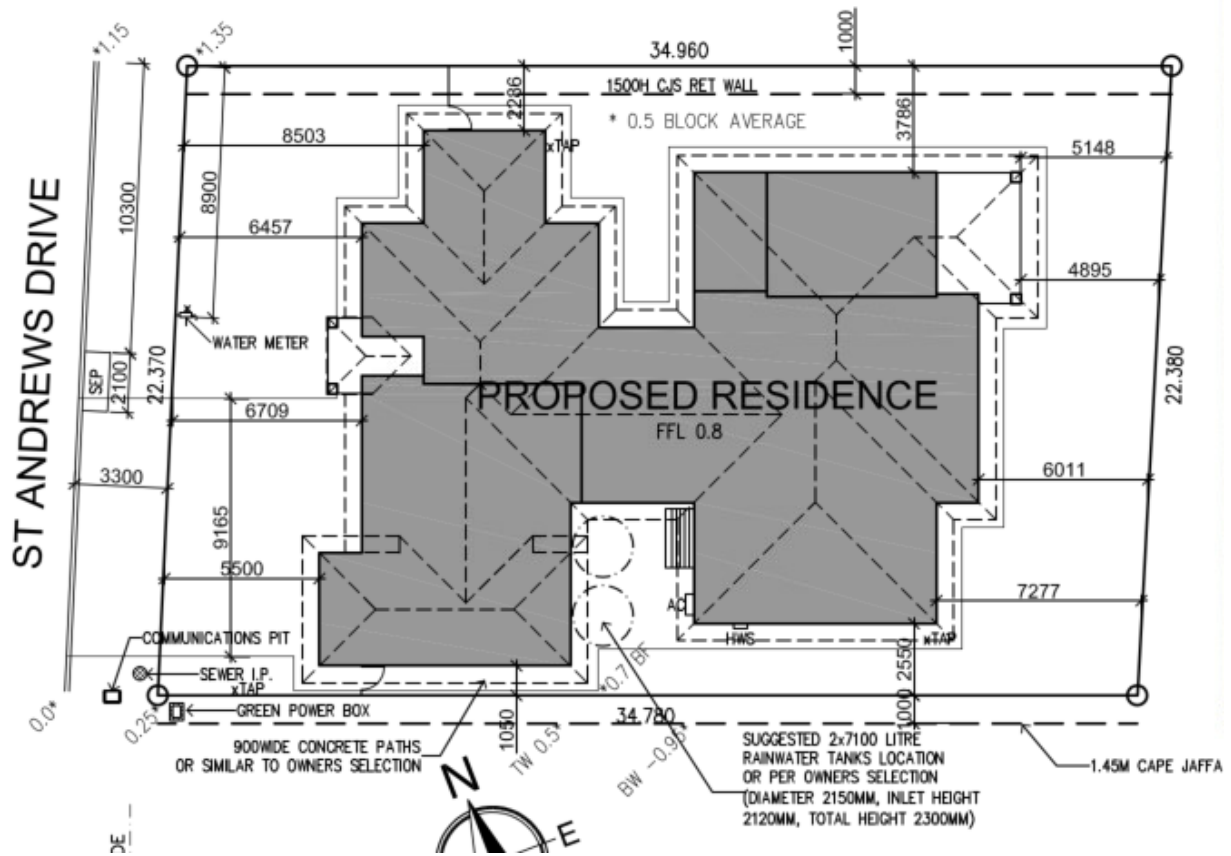 *1.15
*1.35
34.960
1000
1500H CJS RET WALL
2286
* 0.5 BLOCK AVERAGE
3786
8503
xTAP
5148
10300
8900
6457
4895
ST ANDREWS DRIVE
WATER METER
SEP
2100
22.370
PROPOSED RESIDENCE
FFL 0.8
22.380
6709
3300
6011
9165
5500
7277
AC
HWS
xTAP
2550
COMMUNICATIONS PIT
SEWER I.P.
xTAP
*0.7 BF
GREEN POWER BOX
0.0*
0.25*
1050
34.780
1000
900WIDE CONCRETE PATHS
OR SIMILAR TO OWNERS SELECTION
TW 0.5*
BW -0.95*
SUGGESTED 2x7100 LITRE
RAINWATER TANKS LOCATION
OR PER OWNERS SELECTION
(DIAMETER 2150MM, INLET HEIGHT
2120MM, TOTAL HEIGHT 2300MM)
1.45M CAPE JAFFA
N
E
DE